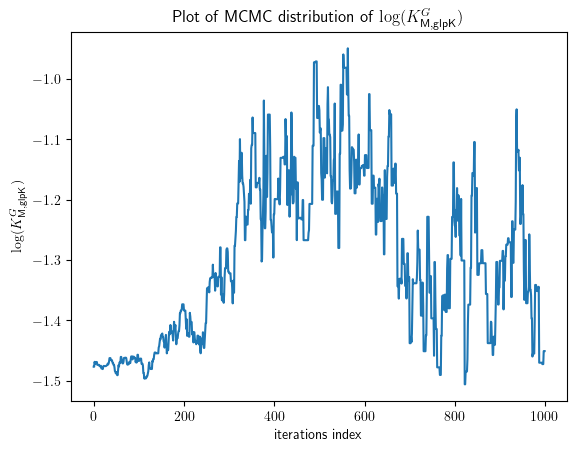 Plot of MCMC distribution of log(K^G_M,glpK)
log(K^G_M,glpK)
−1.0
−1.1
−1.2
−1.3
−1.4
−1.5
0 200 400 600 800 1000
iterations index